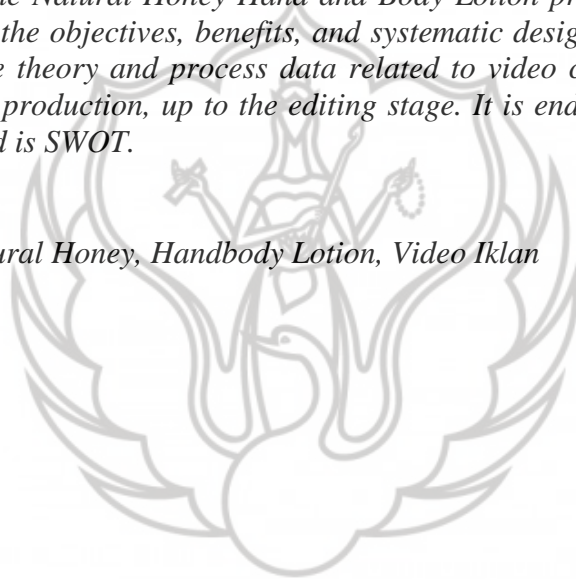 he Natural Honey Hand and Body Lotion pr
the objectives, benefits, and systematic desig
e theory and process data related to video c
production, up to the editing stage. It is end
d is SWOT.
ural Honey, Handbody Lotion, Video Iklan